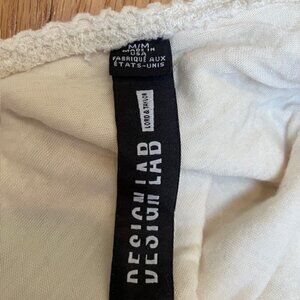 M/M
MADE IN
USA
FABRIQUÉ AUX
ÉTATS-UNIS
LORD & TAYLOR
DESIGN LAB